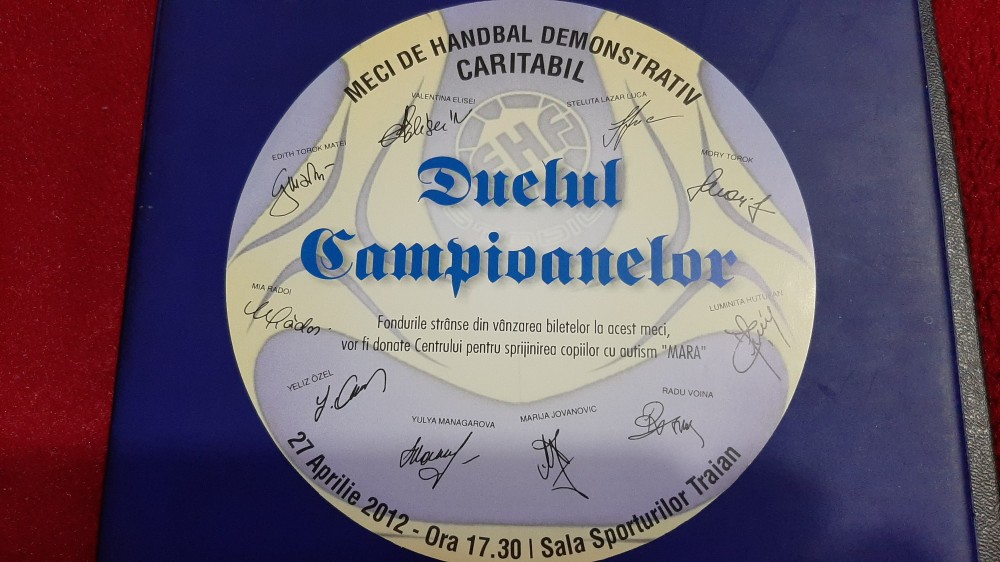 MECI DE HANDBAL DEMONSTRATIV
CARITABIL
VALENTINA ELISEI
STELUTA LAZAR LUCA
EDITH TOROK MATEI
MORY TOROK
EHF
Duelul
Campioanelor
MIA RADOI
LUMINITA HUTUPAN
Fondurile strânse din vânzarea biletelor la acest meci,
vor fi donate Centrului pentru sprijinirea copiilor cu autism "MARA"
YELIZ ÖZEL
YULYA MANAGAROVA
MARIJA JOVANOVIC
RADU VOINA
27 Aprilie 2012 - Ora 17.30 | Sala Sporturilor Traian